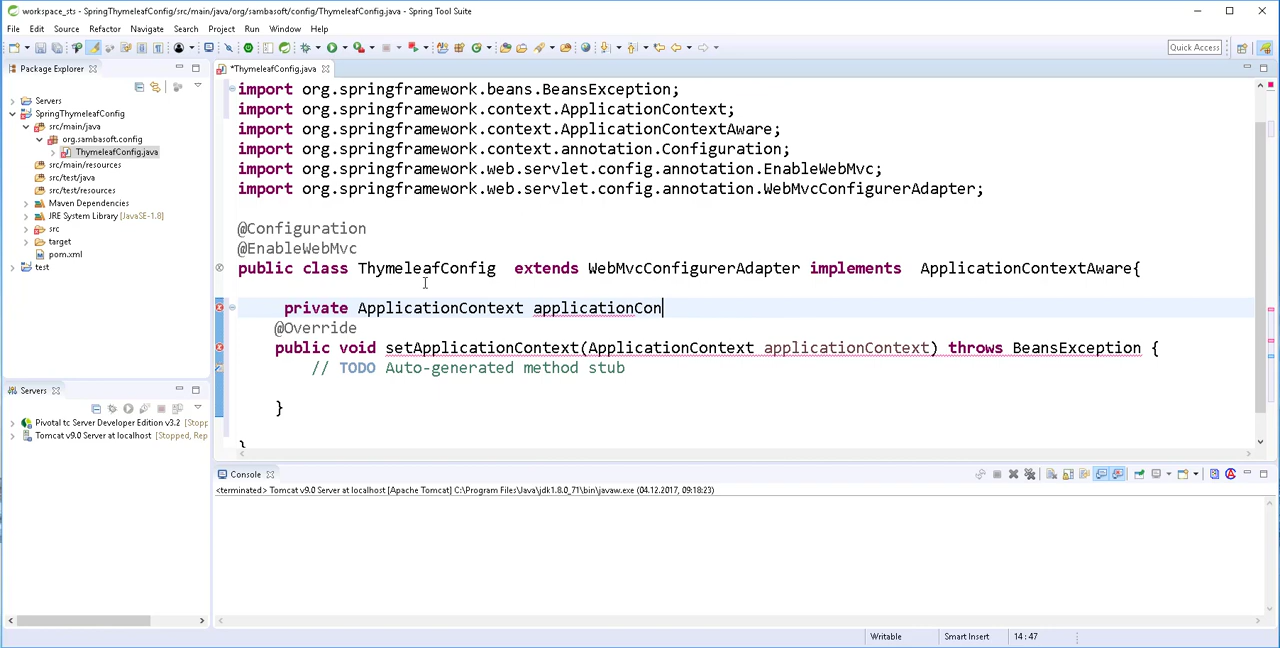 workspace_sts - SpringThymeleafConfig/src/main/java/org/sambasoft/config/ThymeleafConfig.java - Spring Tool Suite
File Edit Source Refactor Navigate Search Project Run Window Help
Quick Access
Package Explorer
*ThymeleafConfig.java
Servers
SpringThymeleafConfig
src/main/java
org.sambasoft.config
ThymeleafConfig.java
src/main/resources
src/test/java
src/test/resources
Maven Dependencies
JRE System Library [JavaSE-1.8]
src
target
pom.xml
test
import org.springframework.beans.BeansException;
import org.springframework.context.ApplicationContext;
import org.springframework.context.ApplicationContextAware;
import org.springframework.context.annotation.Configuration;
import org.springframework.web.servlet.config.annotation.EnableWebMvc;
import org.springframework.web.servlet.config.annotation.WebMvcConfigurerAdapter;
@Configuration
@EnableWebMvc
public class ThymeleafConfig extends WebMvcConfigurerAdapter implements ApplicationContextAware{
private ApplicationContext applicationCon
@Override
public void setApplicationContext(ApplicationContext applicationContext) throws BeansException {
// TODO Auto-generated method stub
}
}
Servers
Pivotal tc Server Developer Edition v3.2 [Stopp
Tomcat v9.0 Server at localhost [Stopped, Rep
Console
<terminated> Tomcat v9.0 Server at localhost [Apache Tomcat] C:\Program Files\Java\jdk1.8.0_71\bin\javaw.exe (04.12.2017, 09:18:23)
Writable Smart Insert 14 : 47